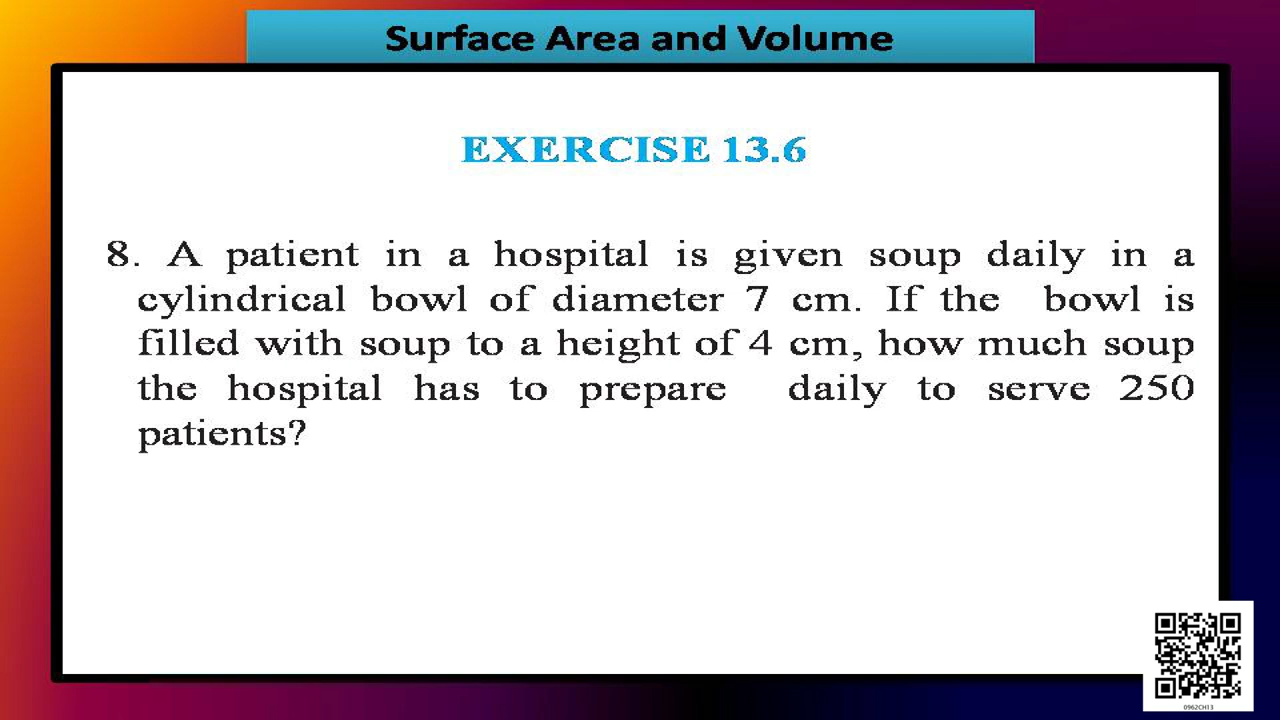 Surface Area and Volume
EXERCISE 13.6
8. A patient in a hospital is given soup daily in a
cylindrical bowl of diameter 7 cm. If the bowl is
filled with soup to a height of 4 cm, how much soup
the hospital has to prepare daily to serve 250
patients?
0962CH13